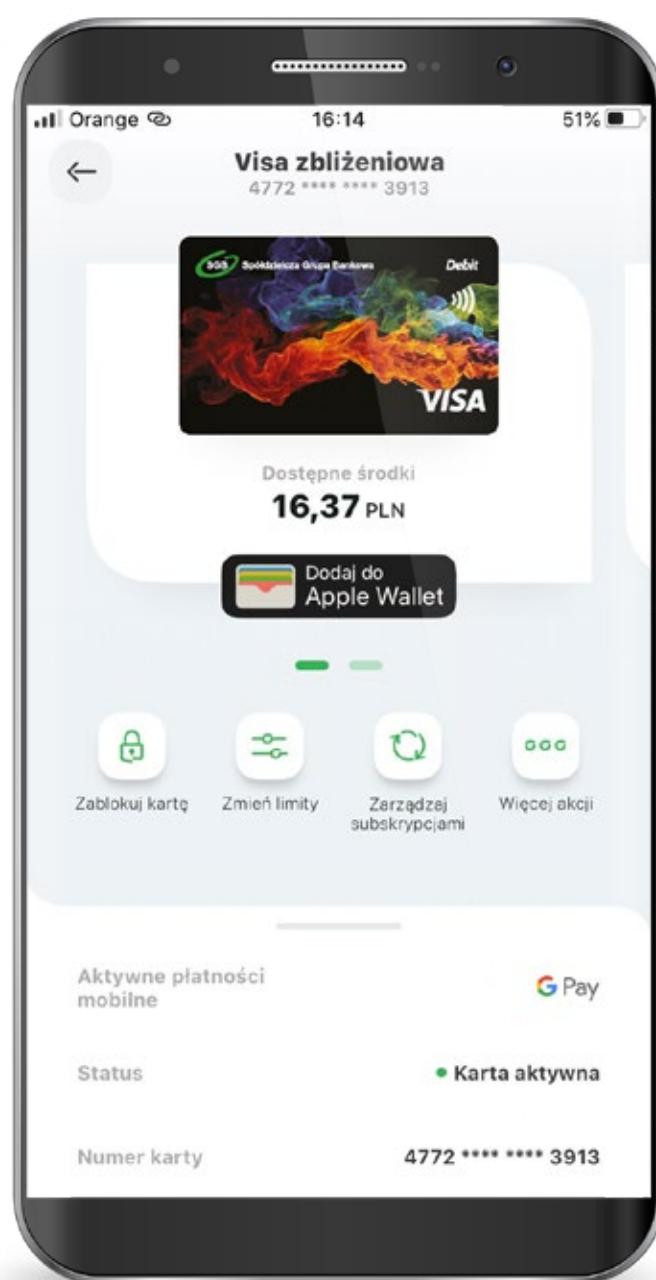 Orange
16:14
51%
Visa zbliżeniowa
4772 **** **** 3913
SGB Spółdzielcza Grupa Bankowa
Debit
VISA
Dostępne środki
16,37 PLN
Dodaj do
Apple Wallet
Zablokuj kartę
Zmień limity
Zarządzaj
subskrypcjami
Więcej akcji
Aktywne płatności
mobilne
G Pay
Status
Karta aktywna
Numer karty
4772 **** **** 3913